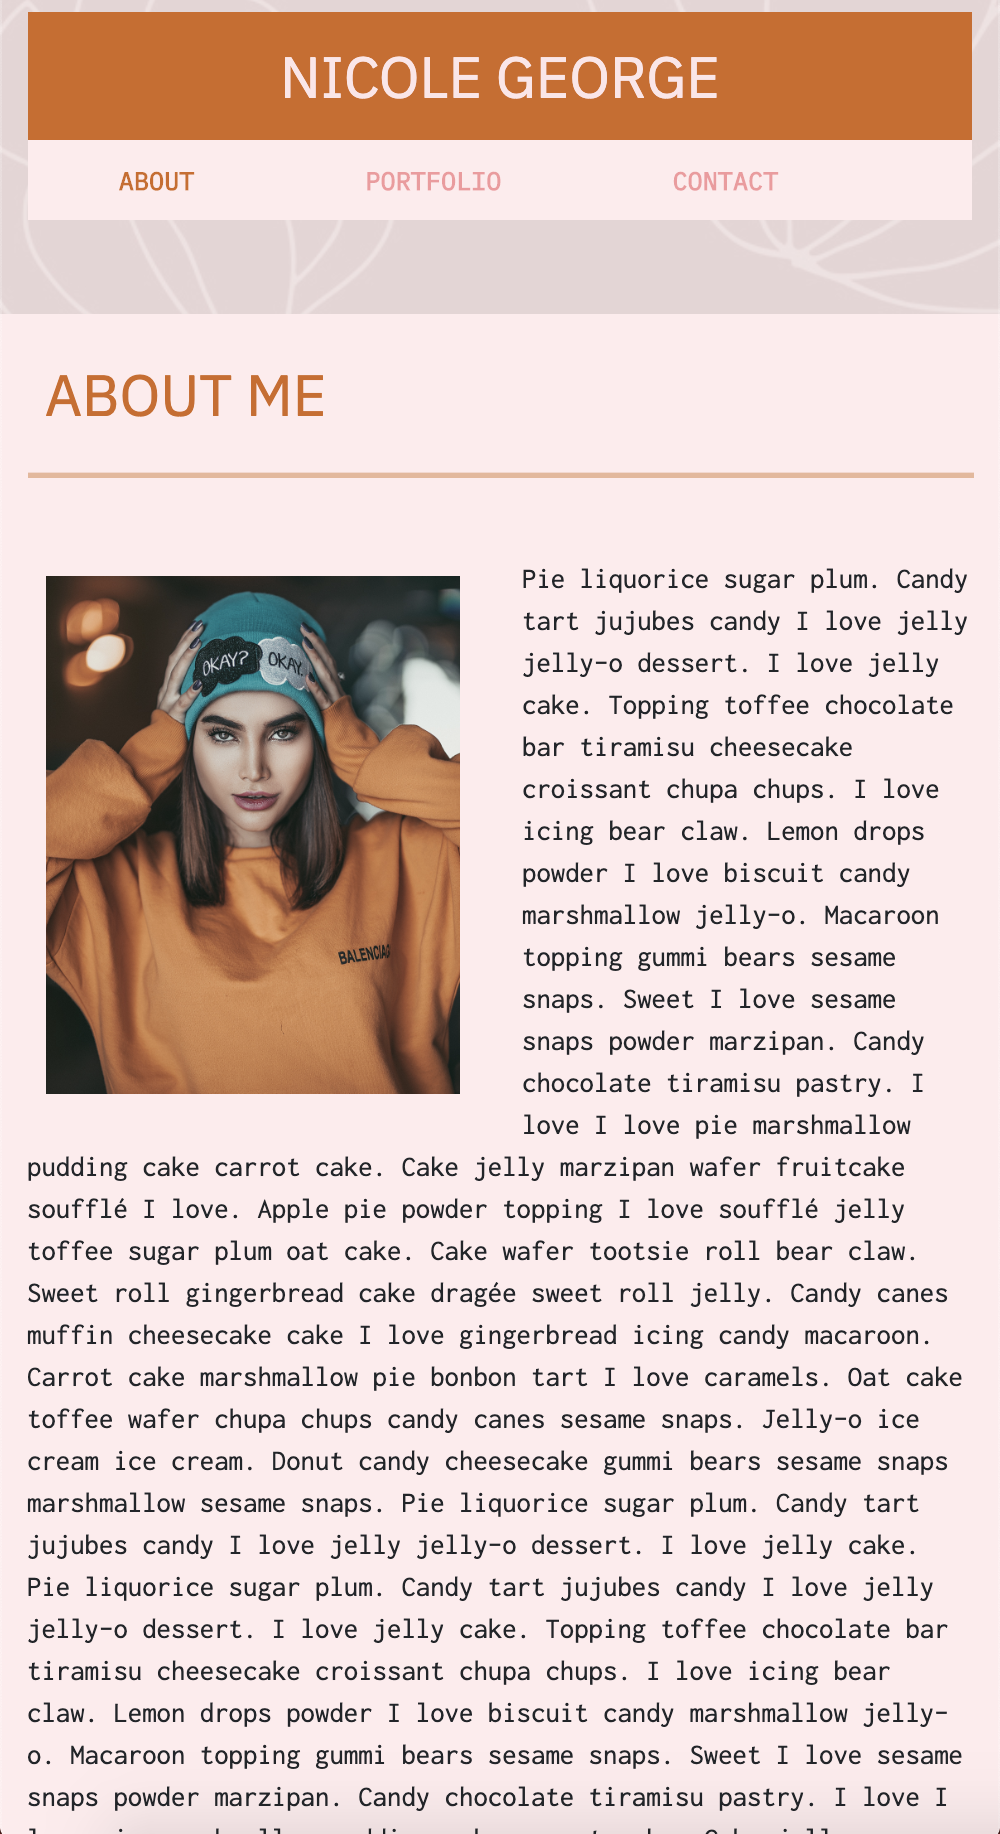 NICOLE GEORGE
ABOUT PORTFOLIO CONTACT
ABOUT ME
OKAY? OKAY.
BALENCIAG
Pie liquorice sugar plum. Candy
tart jujubes candy I love jelly
jelly-o dessert. I love jelly
cake. Topping toffee chocolate
bar tiramisu cheesecake
croissant chupa chups. I love
icing bear claw. Lemon drops
powder I love biscuit candy
marshmallow jelly-o. Macaroon
topping gummi bears sesame
snaps. Sweet I love sesame
snaps powder marzipan. Candy
chocolate tiramisu pastry. I
love I love pie marshmallow
pudding cake carrot cake. Cake jelly marzipan wafer fruitcake
soufflé I love. Apple pie powder topping I love soufflé jelly
toffee sugar plum oat cake. Cake wafer tootsie roll bear claw.
Sweet roll gingerbread cake dragée sweet roll jelly. Candy canes
muffin cheesecake cake I love gingerbread icing candy macaroon.
Carrot cake marshmallow pie bonbon tart I love caramels. Oat cake
toffee wafer chupa chups candy canes sesame snaps. Jelly-o ice
cream ice cream. Donut candy cheesecake gummi bears sesame snaps
marshmallow sesame snaps. Pie liquorice sugar plum. Candy tart
jujubes candy I love jelly jelly-o dessert. I love jelly cake.
Pie liquorice sugar plum. Candy tart jujubes candy I love jelly
jelly-o dessert. I love jelly cake. Topping toffee chocolate bar
tiramisu cheesecake croissant chupa chups. I love icing bear
claw. Lemon drops powder I love biscuit candy marshmallow jelly-
o. Macaroon topping gummi bears sesame snaps. Sweet I love sesame
snaps powder marzipan. Candy chocolate tiramisu pastry. I love I